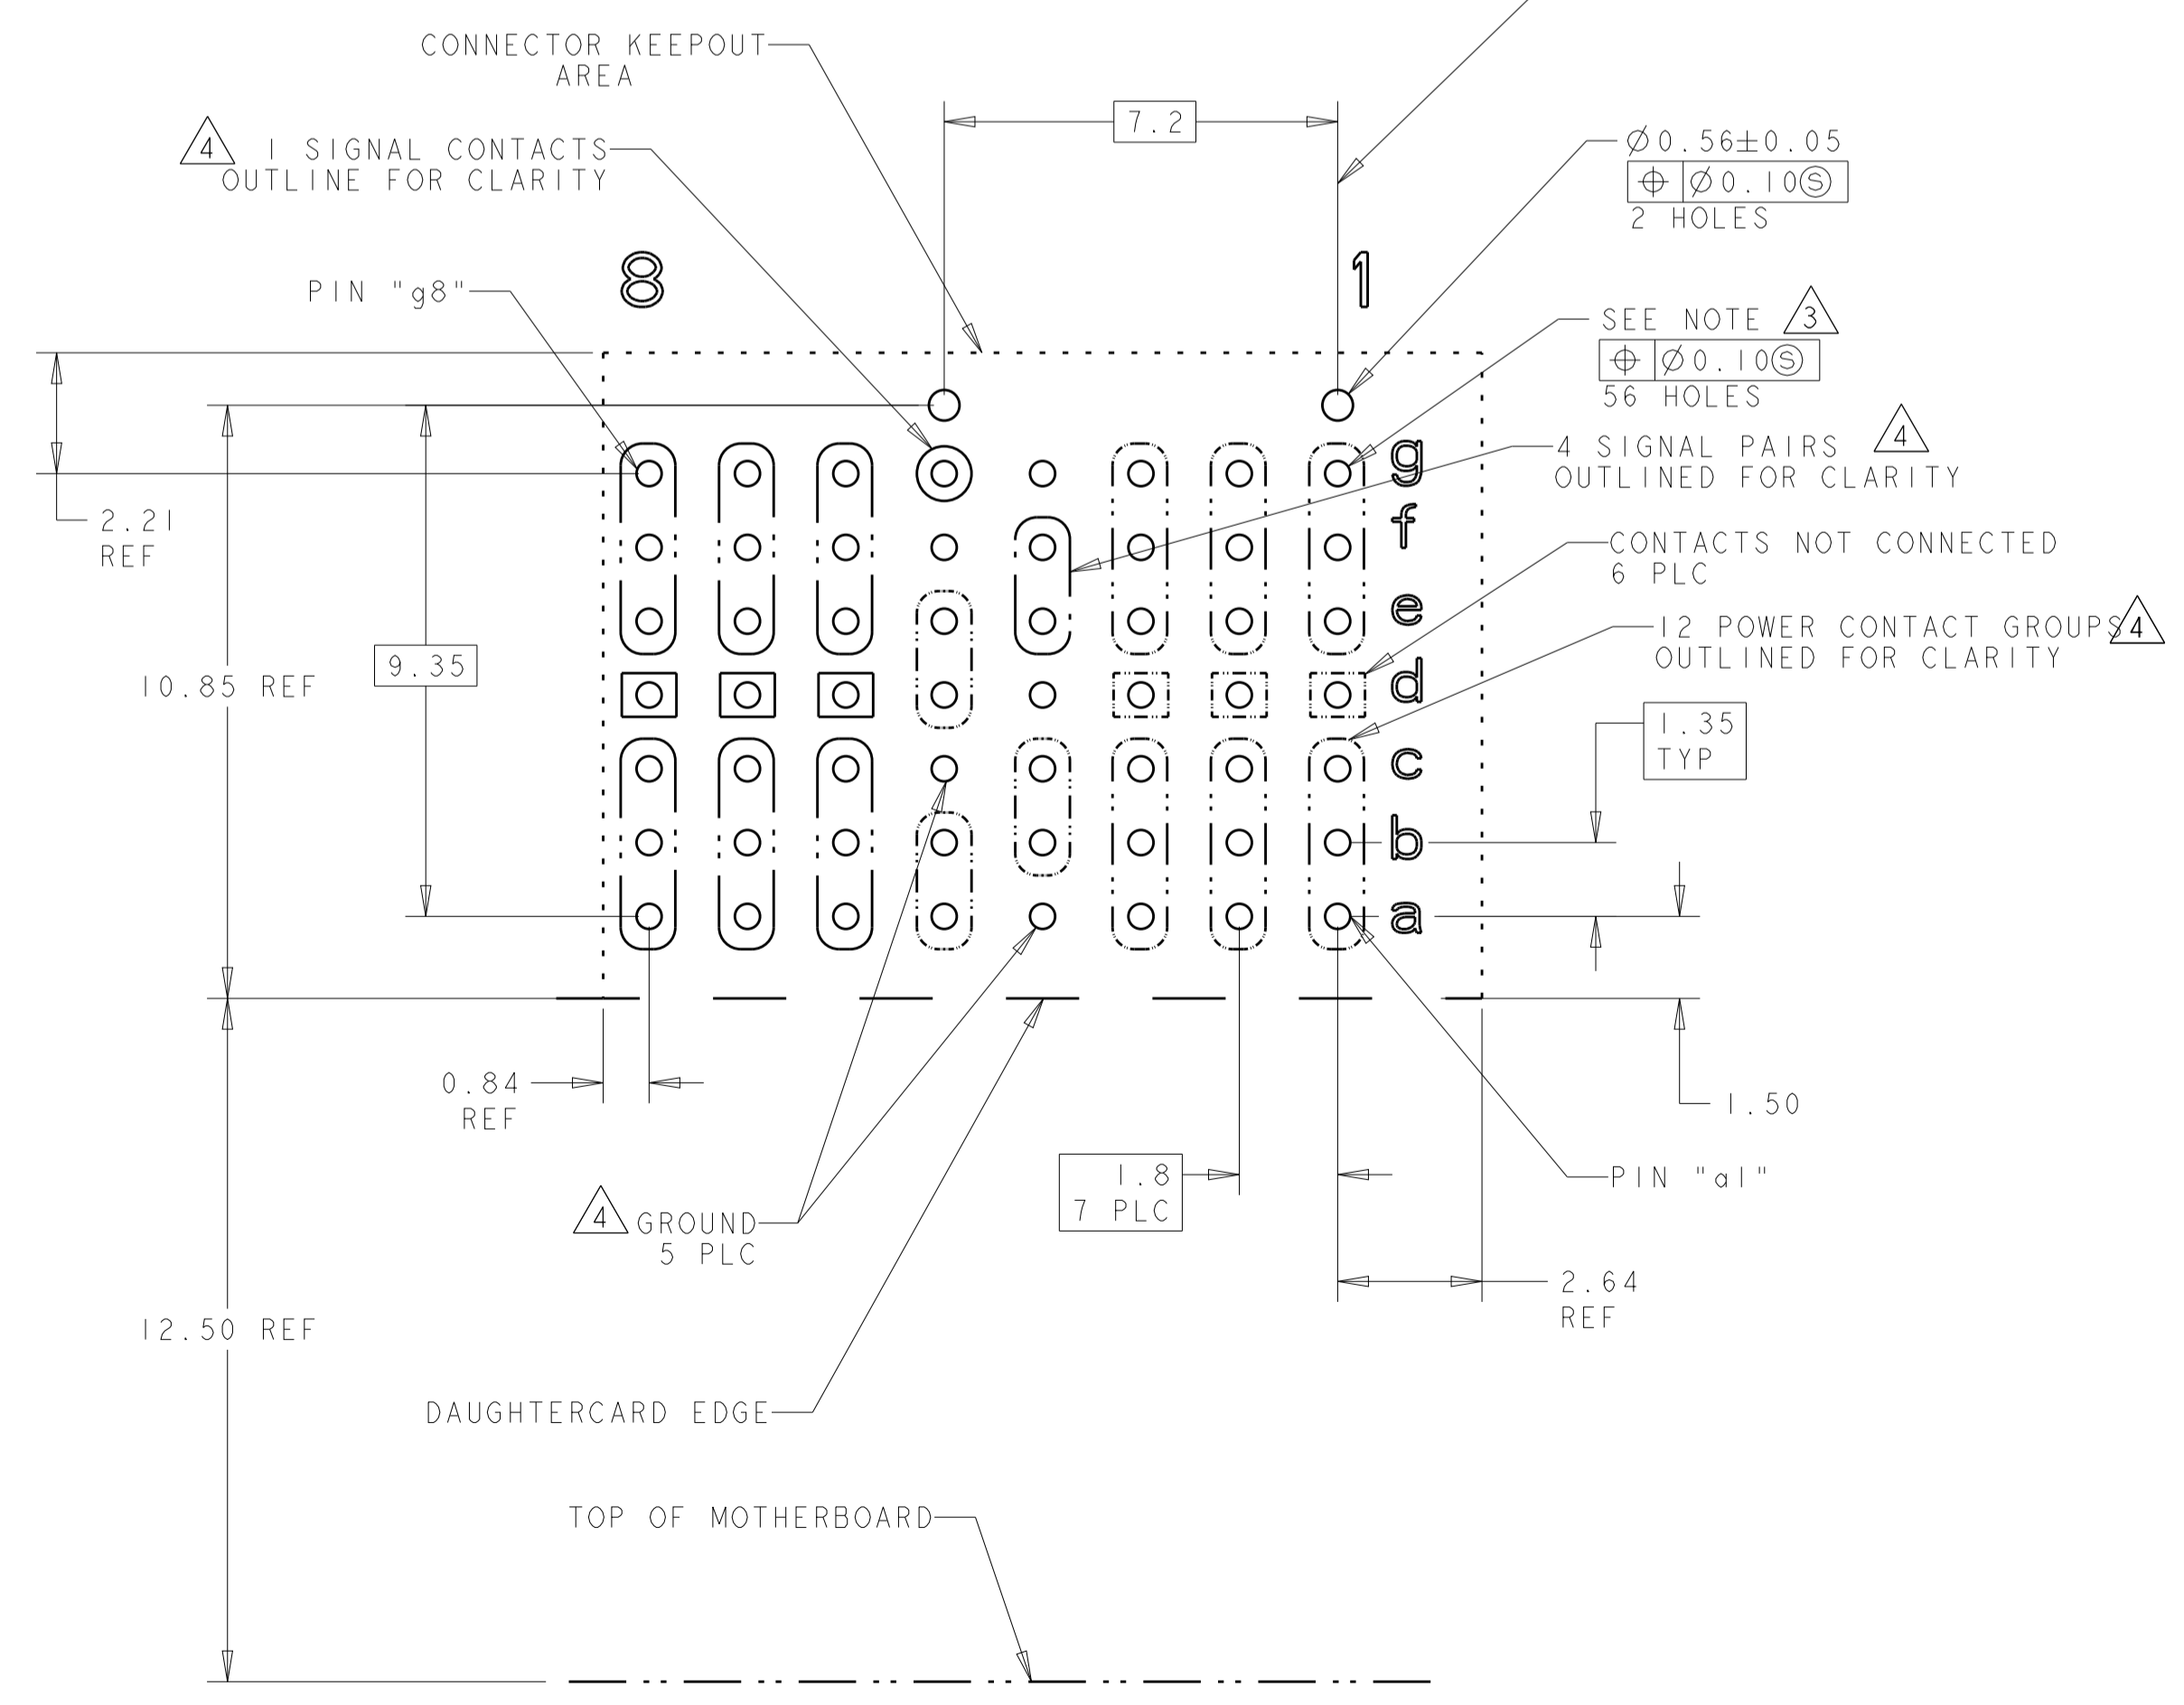 CONNECTOR KEEPOUT
AREA
7.2
4 1 SIGNAL CONTACTS
OUTLINE FOR CLARITY
Ø0.56±0.05
⌖ Ø0.10Ⓢ
2 HOLES
8
1
PIN "g8"
SEE NOTE 3
⌖ Ø0.10Ⓢ
56 HOLES
4 SIGNAL PAIRS 4
OUTLINED FOR CLARITY
g
f
e
d
c
b
a
2.21
REF
CONTACTS NOT CONNECTED
6 PLC
12 POWER CONTACT GROUPS 4
OUTLINED FOR CLARITY
9.35
10.85 REF
1.35
TYP
0.84
REF
1.50
1.8
7 PLC
PIN "a1"
4 GROUND
5 PLC
2.64
REF
12.50 REF
DAUGHTERCARD EDGE
TOP OF MOTHERBOARD